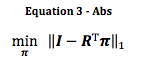 Equation 3 - Abs
min ‖I − Rᵀπ‖₁
π